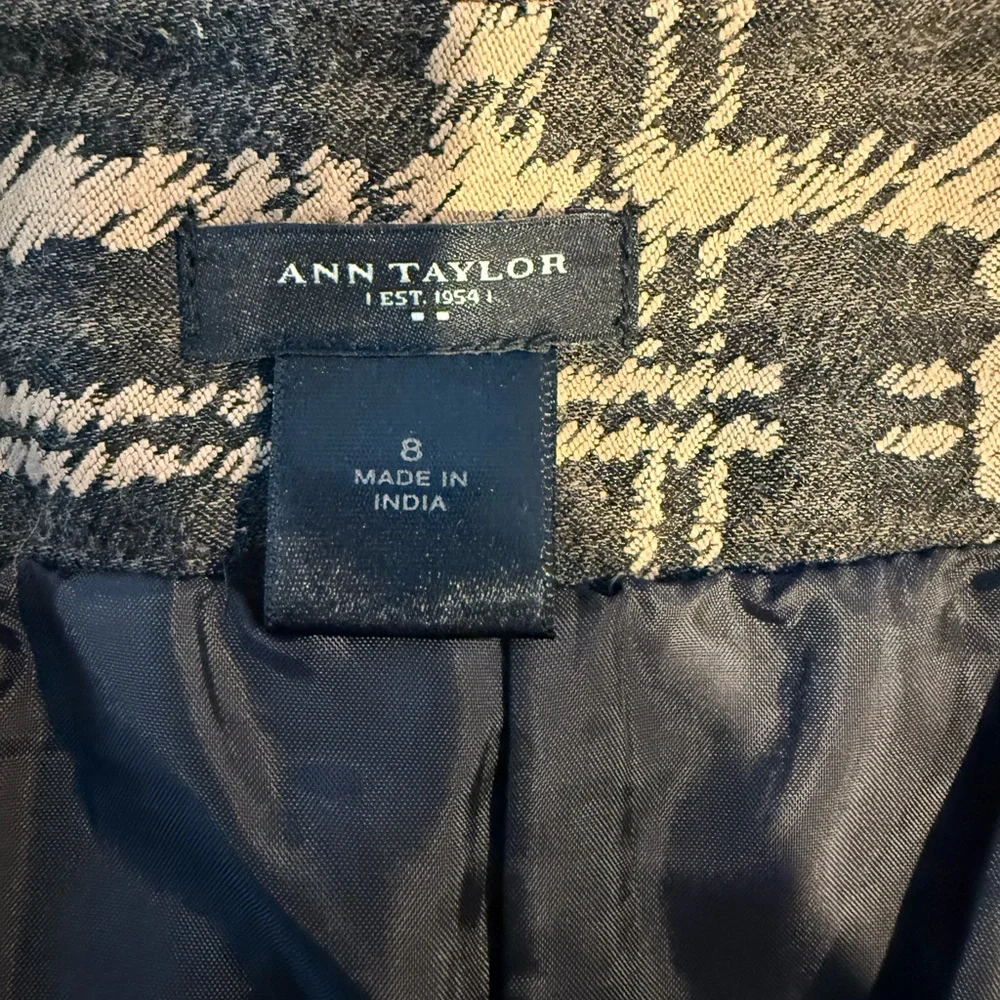 ANN TAYLOR
| EST. 1954 |
8
MADE IN
INDIA